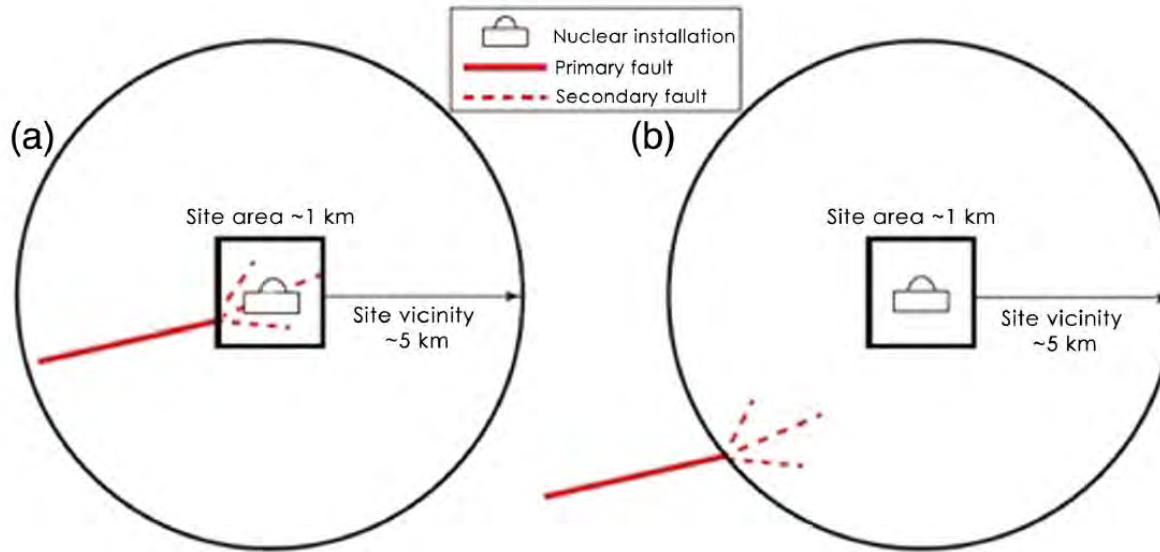 Nuclear installation
Primary fault
Secondary fault
(a)
(b)
Site area ~1 km
Site area ~1 km
Site vicinity
~5 km
Site vicinity
~5 km